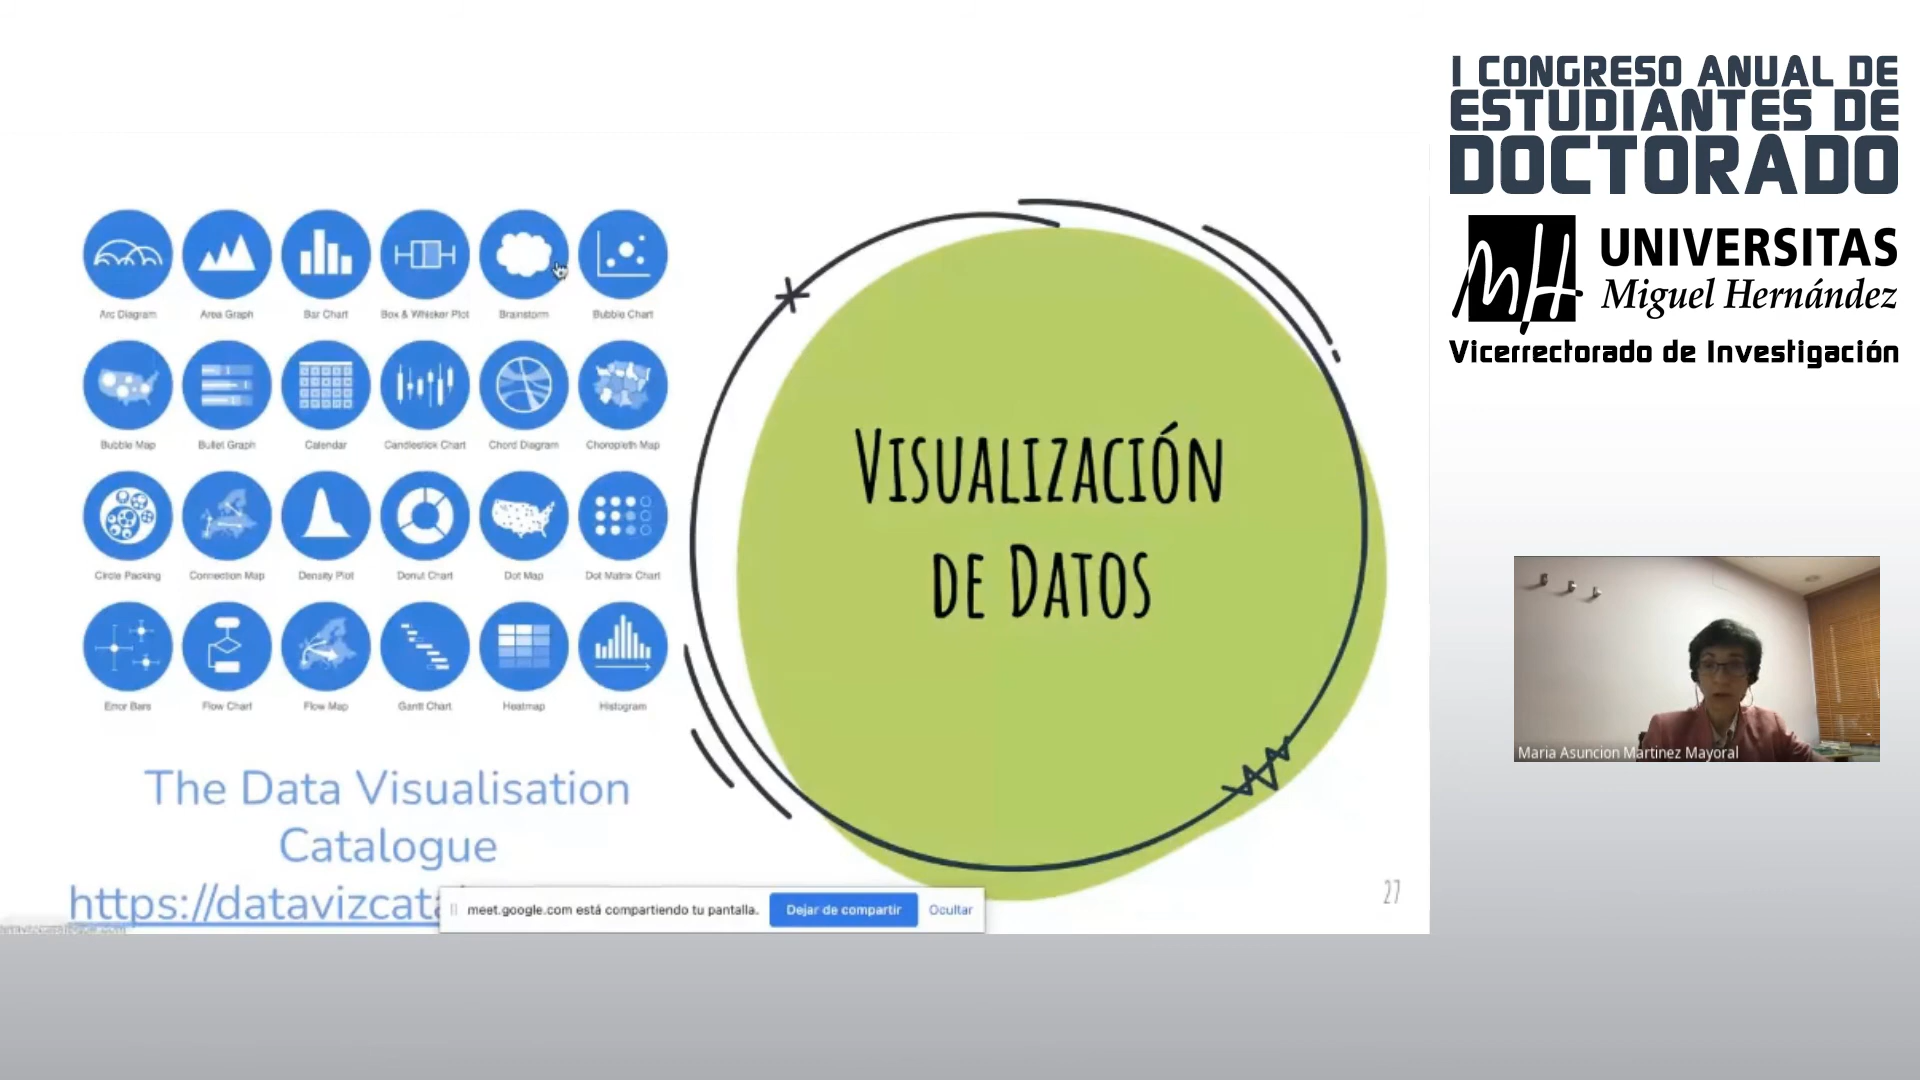 I CONGRESO ANUAL DE
ESTUDIANTES DE
DOCTORADO
UNIVERSITAS
Miguel Hernández
Vicerrectorado de Investigación
Arc Diagram
Area Graph
Bar Chart
Box & Whisker Plot
Brainstorm
Bubble Chart
Bubble Map
Bullet Graph
Calendar
Candlestick Chart
Chord Diagram
Choropleth Map
Circle Packing
Connection Map
Density Plot
Donut Chart
Dot Map
Dot Matrix Chart
Error Bars
Flow Chart
Flow Map
Gantt Chart
Heatmap
Histogram
The Data Visualisation
Catalogue
https://datavizcata
VISUALIZACIÓN
DE DATOS
27
meet.google.com está compartiendo tu pantalla.
Dejar de compartir
Ocultar
Maria Asuncion Martinez Mayoral